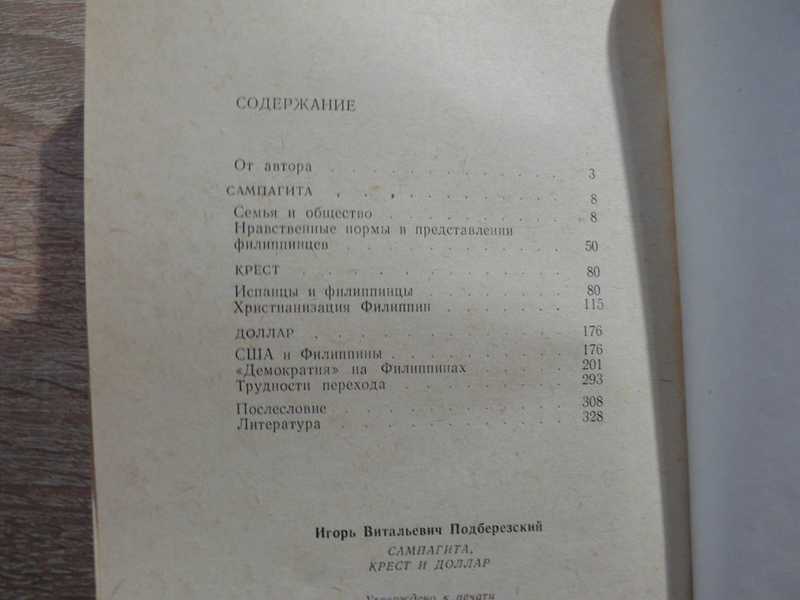 СОДЕРЖАНИЕ
От автора . . . . . . . . . . . 3
САМПАГИТА . . . . . . . . . . 8
Семья и общество . . . . . . . . 8
Нравственные нормы в представлении
филиппинцев . . . . . . . . . . 50
КРЕСТ . . . . . . . . . . . . 80
Испанцы и филиппинцы . . . . . . 80
Христианизация Филиппин . . . . . 115
ДОЛЛАР . . . . . . . . . . . . 176
США и Филиппины . . . . . . . . 176
«Демократия» на Филиппинах . . . . 201
Трудности перехода . . . . . . . 293
Послесловие . . . . . . . . . . 308
Литература . . . . . . . . . . 328
Игорь Витальевич Подберезский
САМПАГИТА,
КРЕСТ И ДОЛЛАР
Утверждено к печати